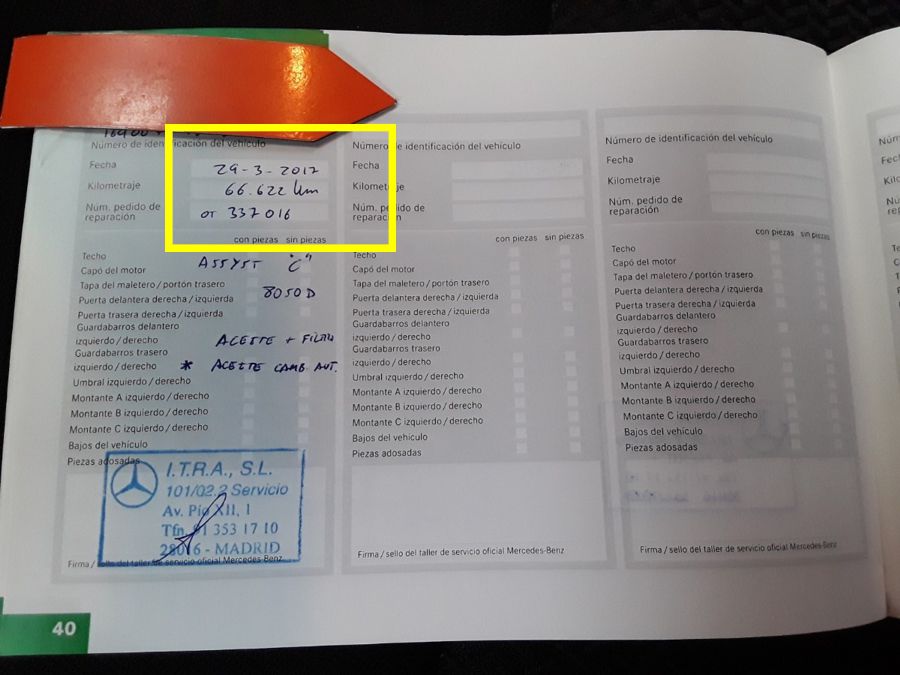 Número de identificación del vehículo
Fecha 29-3-2017
Kilometraje 66.622 km
Núm. pedido de reparación OT 337016
con piezas sin piezas
Techo
ASSYST "C"
Capó del motor
Tapa del maletero / portón trasero
8050D
Puerta delantera derecha / izquierda
Puerta trasera derecha / izquierda
Guardabarros delantero
izquierdo / derecho
ACEITE + FILTRO
Guardabarros trasero
izquierdo / derecho
* ACEITE CAMB. AUT.
Umbral izquierdo / derecho
Montante A izquierdo / derecho
Montante B izquierdo / derecho
Montante C izquierdo / derecho
Bajos del vehículo
Piezas adosadas
I.T.R.A., S.L.
101/02.2 Servicio
Av. Pío XII, 1
Tfn. 91 353 17 10
28016 - MADRID
Firma / sello del taller de servicio oficial Mercedes-Benz
40
Número de identificación del vehículo
Fecha
Kilometraje
Núm. pedido de
reparación
con piezas sin piezas
Techo
Capó del motor
Tapa del maletero / portón trasero
Puerta delantera derecha / izquierda
Puerta trasera derecha / izquierda
Guardabarros delantero
izquierdo / derecho
Guardabarros trasero
izquierdo / derecho
Umbral izquierdo / derecho
Montante A izquierdo / derecho
Montante B izquierdo / derecho
Montante C izquierdo / derecho
Bajos del vehículo
Piezas adosadas
Firma / sello del taller de servicio oficial Mercedes-Benz
Número de identificación del vehículo
Fecha
Kilometraje
Núm. pedido de
reparación
con piezas sin piezas
Techo
Capó del motor
Tapa del maletero / portón trasero
Puerta delantera derecha / izquierda
Puerta trasera derecha / izquierda
Guardabarros delantero
izquierdo / derecho
Guardabarros trasero
izquierdo / derecho
Umbral izquierdo / derecho
Montante A izquierdo / derecho
Montante B izquierdo / derecho
Montante C izquierdo / derecho
Bajos del vehículo
Piezas adosadas
Firma / sello del taller de servicio oficial Mercedes-Benz